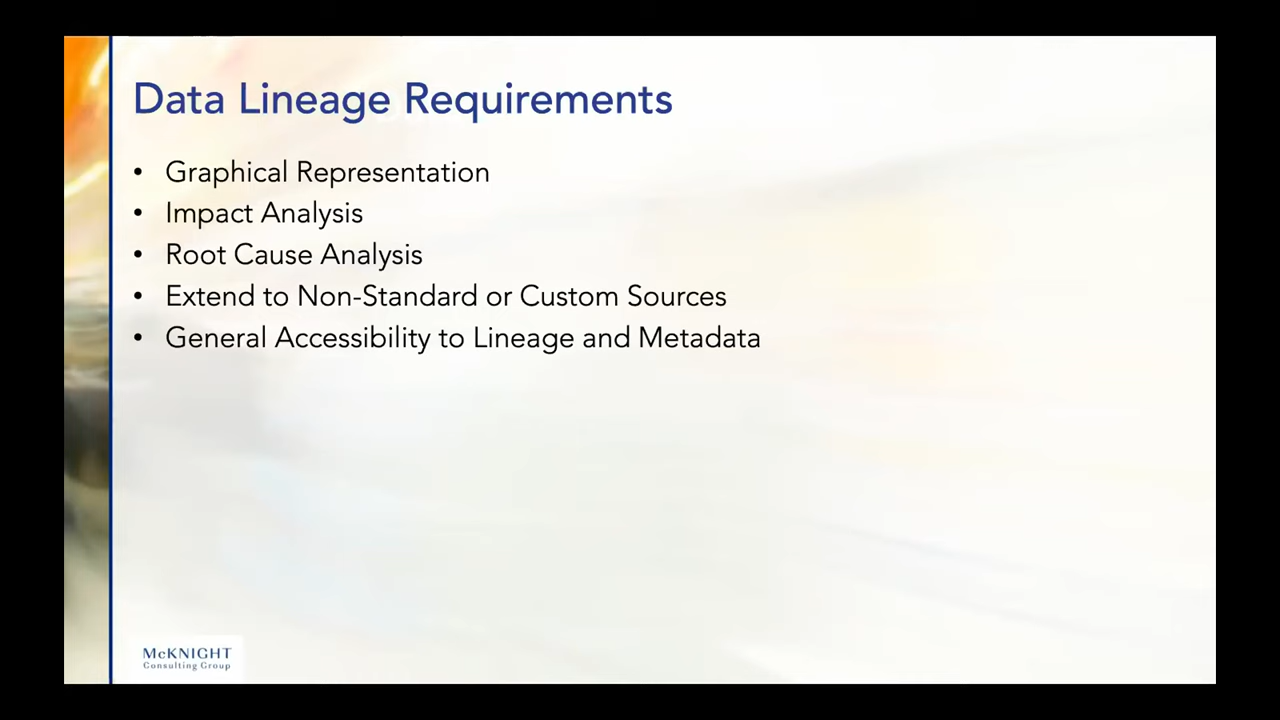 Data Lineage Requirements
• Graphical Representation
• Impact Analysis
• Root Cause Analysis
• Extend to Non-Standard or Custom Sources
• General Accessibility to Lineage and Metadata
McKNIGHT
Consulting Group